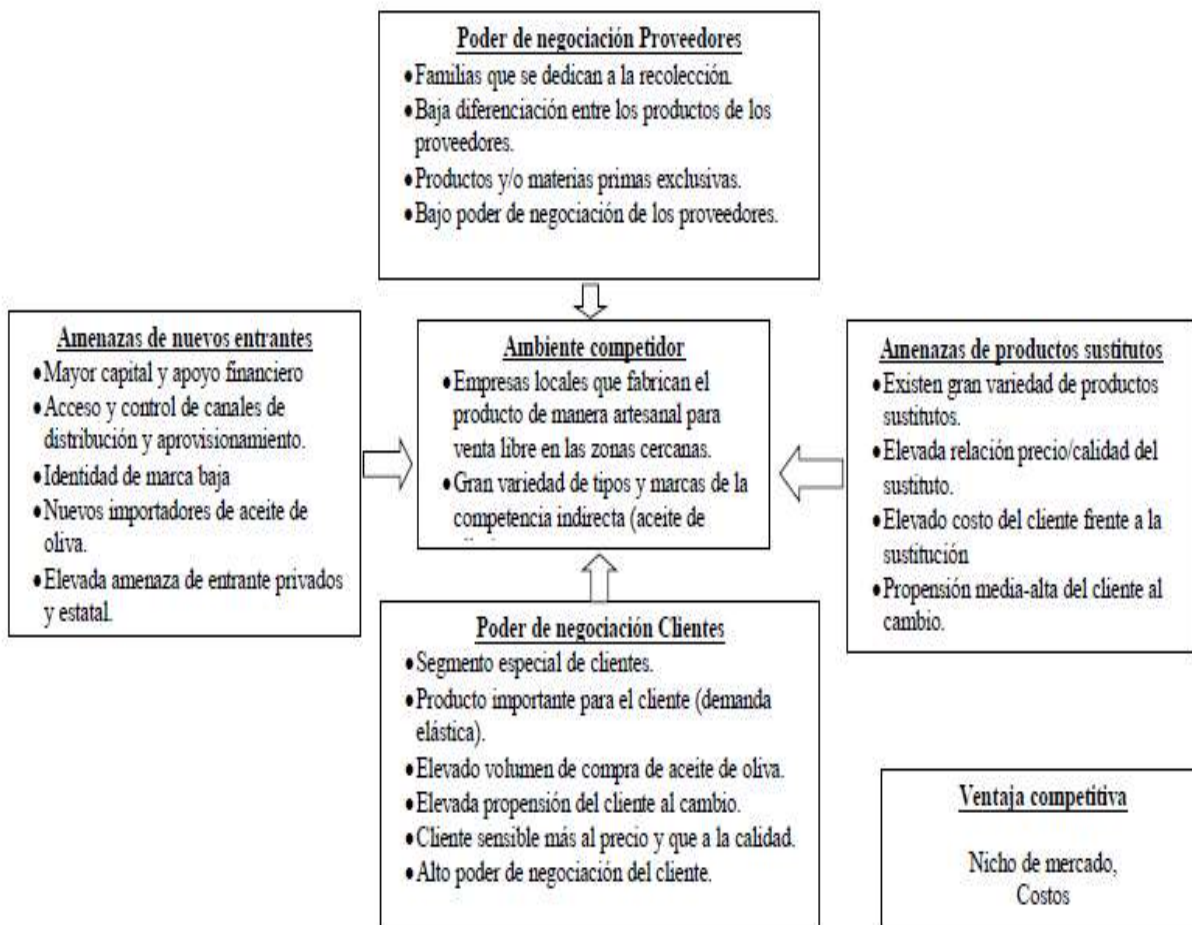 Poder de negociación Proveedores
•Familias que se dedican a la recolección.
•Baja diferenciación entre los productos de los
proveedores.
•Productos y/o materias primas exclusivas.
•Bajo poder de negociación de los proveedores.
Amenazas de nuevos entrantes
•Mayor capital y apoyo financiero
•Acceso y control de canales de
distribución y aprovisionamiento.
•Identidad de marca baja
•Nuevos importadores de aceite de
oliva.
•Elevada amenaza de entrante privados
y estatal.
Ambiente competidor
•Empresas locales que fabrican el
producto de manera artesanal para
venta libre en las zonas cercanas.
•Gran variedad de tipos y marcas de la
competencia indirecta (aceite de
Amenazas de productos sustitutos
•Existen gran variedad de productos
sustitutos.
•Elevada relación precio/calidad del
sustituto.
•Elevado costo del cliente frente a la
sustitución
•Propensión media-alta del cliente al
cambio.
Poder de negociación Clientes
•Segmento especial de clientes.
•Producto importante para el cliente (demanda
elástica).
•Elevado volumen de compra de aceite de oliva.
•Elevada propensión del cliente al cambio.
•Cliente sensible más al precio y que a la calidad.
•Alto poder de negociación del cliente.
Ventaja competitiva
Nicho de mercado,
Costos